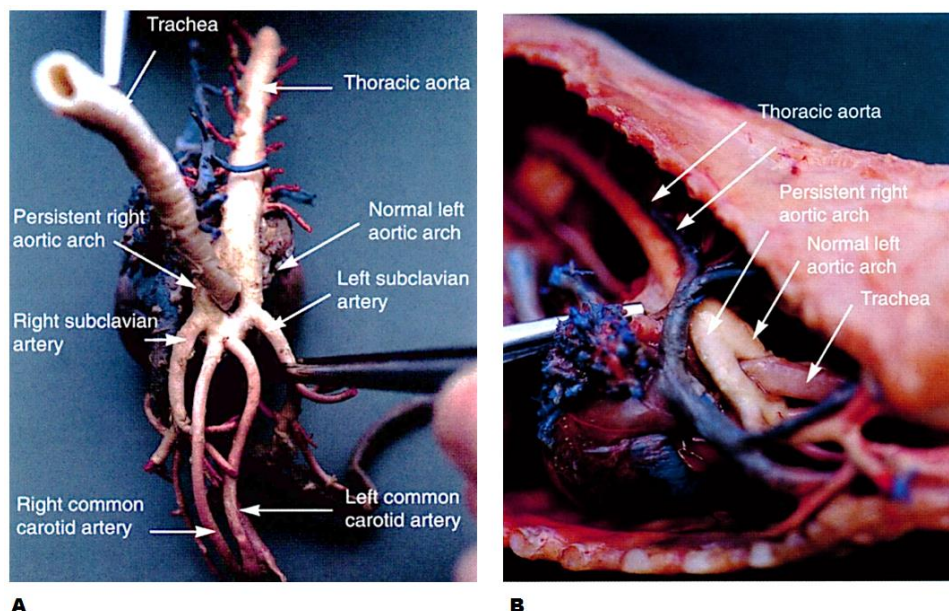 Trachea
Thoracic aorta
Persistent right
aortic arch
Normal left
aortic arch
Left subclavian
artery
Right subclavian
artery
Right common
carotid artery
Left common
carotid artery
A
Thoracic aorta
Persistent right
aortic arch
Normal left
aortic arch
Trachea
B